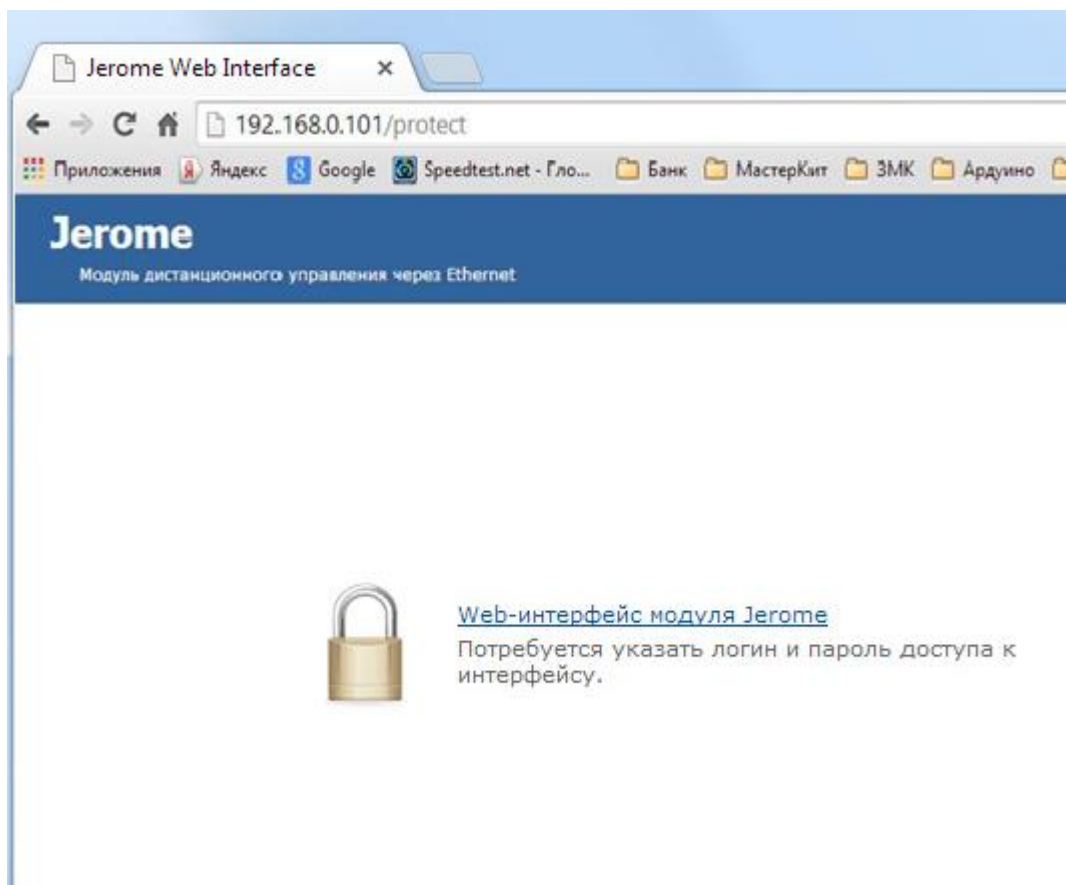 Jerome Web Interface
192.168.0.101/protect
Приложения Яндекс Google Speedtest.net - Гло... Банк МастерКит ЗМК Ардуино
Jerome
Модуль дистанционного управления через Ethernet
Web-интерфейс модуля Jerome
Потребуется указать логин и пароль доступа к
интерфейсу.